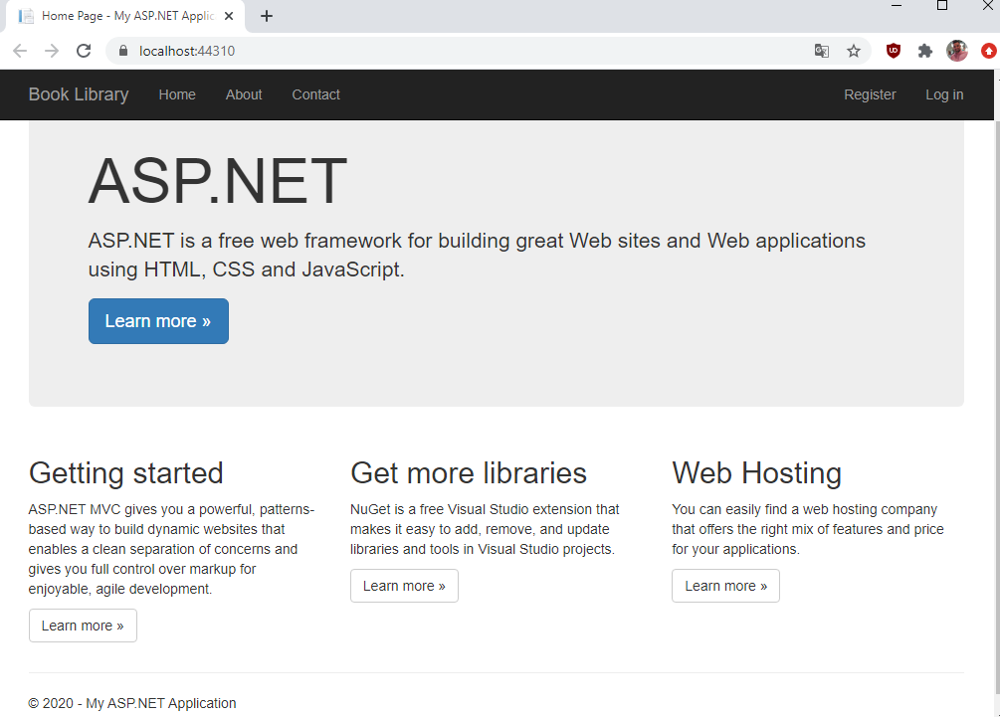 Home Page - My ASP.NET Applic
localhost:44310
Book Library Home About Contact Register Log in
ASP.NET
ASP.NET is a free web framework for building great Web sites and Web applications
using HTML, CSS and JavaScript.
Learn more »
Getting started
ASP.NET MVC gives you a powerful, patterns-
based way to build dynamic websites that
enables a clean separation of concerns and
gives you full control over markup for
enjoyable, agile development.
Learn more »
Get more libraries
NuGet is a free Visual Studio extension that
makes it easy to add, remove, and update
libraries and tools in Visual Studio projects.
Learn more »
Web Hosting
You can easily find a web hosting company
that offers the right mix of features and price
for your applications.
Learn more »
© 2020 - My ASP.NET Application